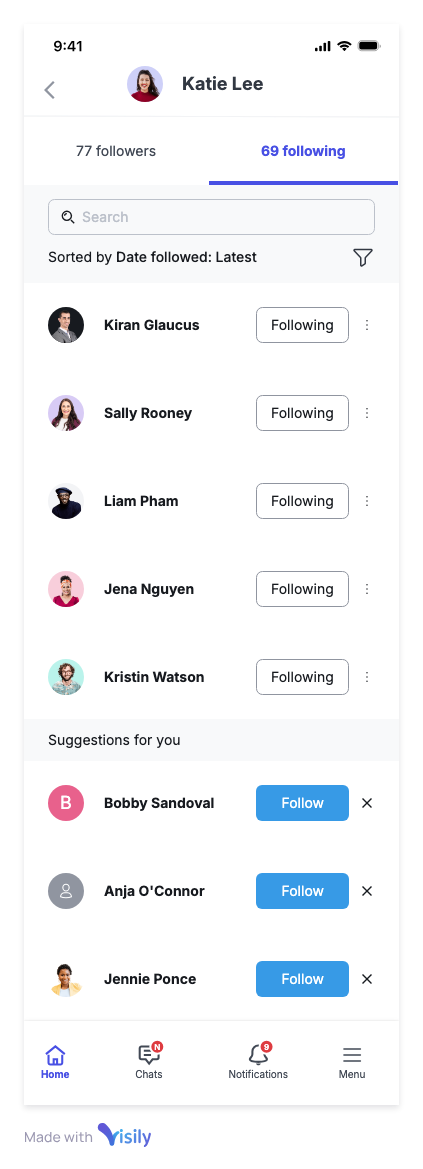 9:41
Katie Lee
77 followers
69 following
Search
Sorted by Date followed: Latest
Kiran Glaucus
Following
Sally Rooney
Following
Liam Pham
Following
Jena Nguyen
Following
Kristin Watson
Following
Suggestions for you
B
Bobby Sandoval
Follow
Anja O'Connor
Follow
Jennie Ponce
Follow
N
9
Home
Chats
Notifications
Menu
Made with Visily